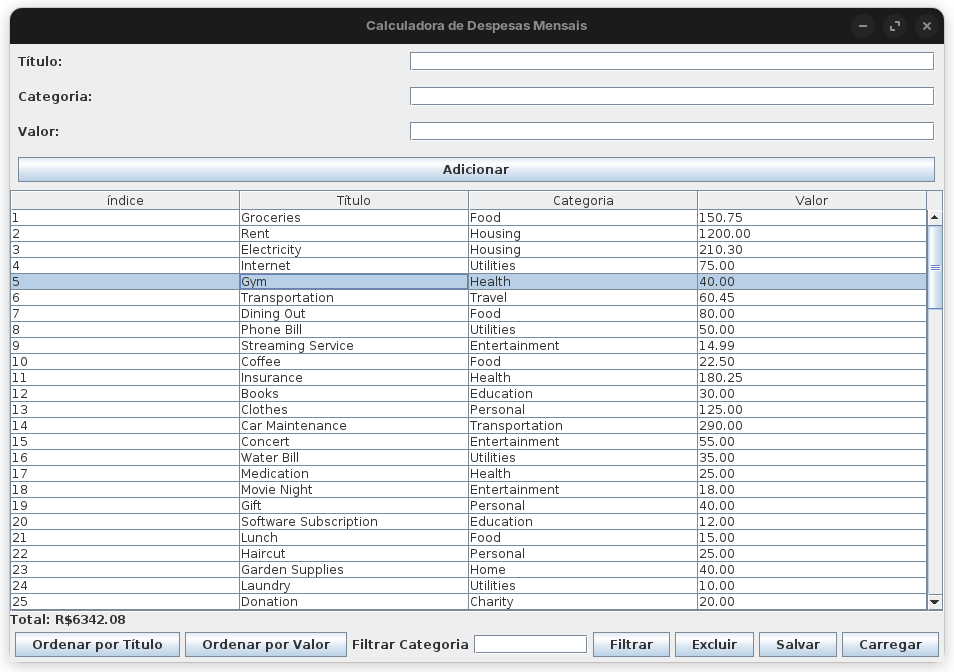 Calculadora de Despesas Mensais
Título:
Categoria:
Valor:
Adicionar
índice Título Categoria Valor
1 Groceries Food 150.75
2 Rent Housing 1200.00
3 Electricity Housing 210.30
4 Internet Utilities 75.00
5 Gym Health 40.00
6 Transportation Travel 60.45
7 Dining Out Food 80.00
8 Phone Bill Utilities 50.00
9 Streaming Service Entertainment 14.99
10 Coffee Food 22.50
11 Insurance Health 180.25
12 Books Education 30.00
13 Clothes Personal 125.00
14 Car Maintenance Transportation 290.00
15 Concert Entertainment 55.00
16 Water Bill Utilities 35.00
17 Medication Health 25.00
18 Movie Night Entertainment 18.00
19 Gift Personal 40.00
20 Software Subscription Education 12.00
21 Lunch Food 15.00
22 Haircut Personal 25.00
23 Garden Supplies Home 40.00
24 Laundry Utilities 10.00
25 Donation Charity 20.00
Total: R$6342.08
Ordenar por Título Ordenar por Valor Filtrar Categoria Filtrar Excluir Salvar Carregar